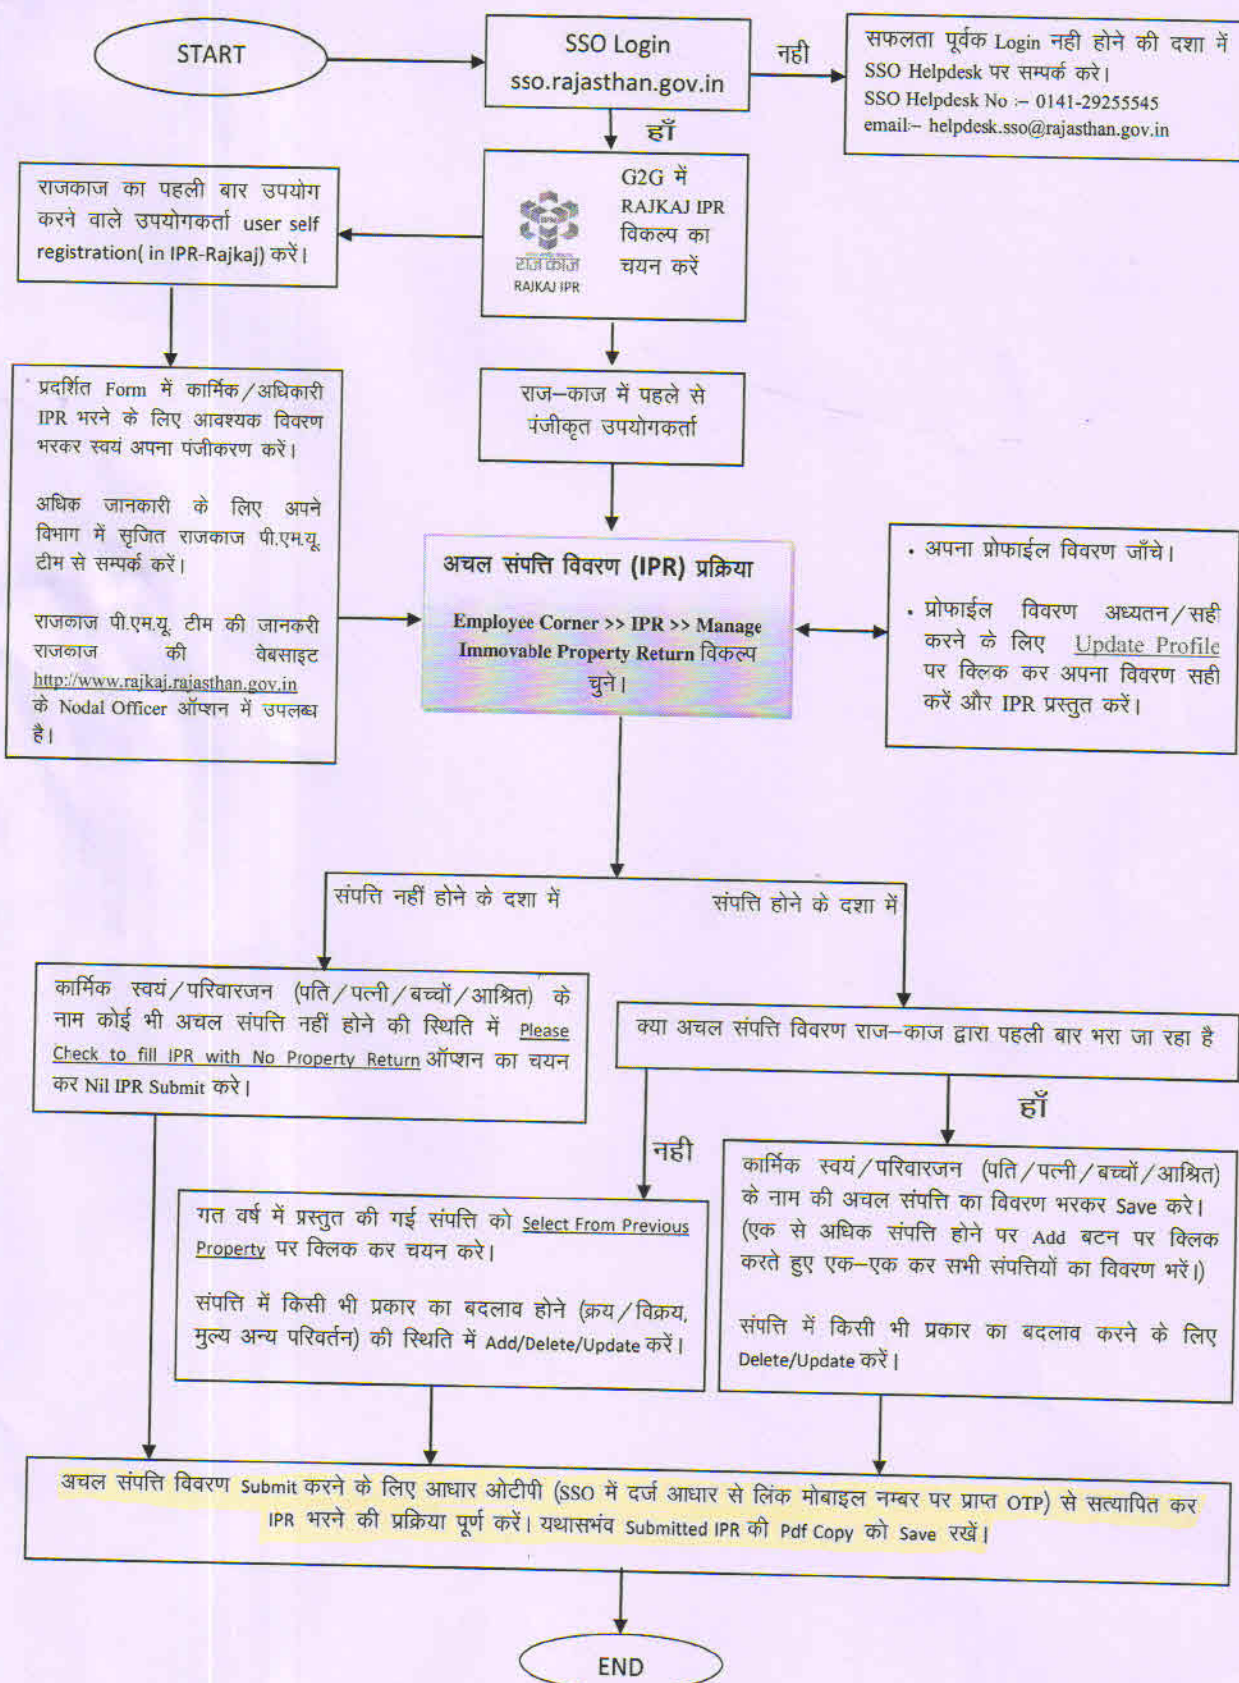 START
SSO Login
sso.rajasthan.gov.in
नही
सफलता पूर्वक Login नही होने की दशा में
SSO Helpdesk पर सम्पर्क करे।
SSO Helpdesk No :– 0141-29255545
email:– helpdesk.sso@rajasthan.gov.in
हाँ
G2G में
RAJKAJ IPR
विकल्प का
चयन करें
राज काज
RAJKAJ IPR
राजकाज का पहली बार उपयोग
करने वाले उपयोगकर्ता user self
registration( in IPR-Rajkaj) करें।
प्रदर्शित Form में कार्मिक/अधिकारी
IPR भरने के लिए आवश्यक विवरण
भरकर स्वयं अपना पंजीकरण करें।
अधिक जानकारी के लिए अपने
विभाग में सृजित राजकाज पी.एम.यू.
टीम से सम्पर्क करें।
राजकाज पी.एम.यू. टीम की जानकरी
राजकाज की वेबसाइट
http://www.rajkaj.rajasthan.gov.in
के Nodal Officer ऑप्शन में उपलब्ध
है।
राज–काज में पहले से
पंजीकृत उपयोगकर्ता
अचल संपत्ति विवरण (IPR) प्रक्रिया
Employee Corner >> IPR >> Manage
Immovable Property Return विकल्प
चुने।
• अपना प्रोफाईल विवरण जाँचे।
• प्रोफाईल विवरण अध्यतन/सही
करने के लिए Update Profile
पर क्लिक कर अपना विवरण सही
करें और IPR प्रस्तुत करें।
संपत्ति नहीं होने के दशा में
संपत्ति होने के दशा में
कार्मिक स्वयं/परिवारजन (पति/पत्नी/बच्चों/आश्रित) के
नाम कोई भी अचल संपत्ति नहीं होने की स्थिति में Please
Check to fill IPR with No Property Return ऑप्शन का चयन
कर Nil IPR Submit करे।
क्या अचल संपत्ति विवरण राज–काज द्वारा पहली बार भरा जा रहा है
नही
हाँ
गत वर्ष में प्रस्तुत की गई संपत्ति को Select From Previous
Property पर क्लिक कर चयन करे।
संपत्ति में किसी भी प्रकार का बदलाव होने (क्रय/विक्रय,
मुल्य अन्य परिवर्तन) की स्थिति में Add/Delete/Update करें।
कार्मिक स्वयं/परिवारजन (पति/पत्नी/बच्चों/आश्रित)
के नाम की अचल संपत्ति का विवरण भरकर Save करे।
(एक से अधिक संपत्ति होने पर Add बटन पर क्लिक
करते हुए एक–एक कर सभी संपत्तियों का विवरण भरें।)
संपत्ति में किसी भी प्रकार का बदलाव करने के लिए
Delete/Update करें।
अचल संपत्ति विवरण Submit करने के लिए आधार ओटीपी (SSO में दर्ज आधार से लिंक मोबाइल नम्बर पर प्राप्त OTP) से सत्यापित कर
IPR भरने की प्रक्रिया पूर्ण करें। यथासभंव Submitted IPR की Pdf Copy को Save रखें।
END